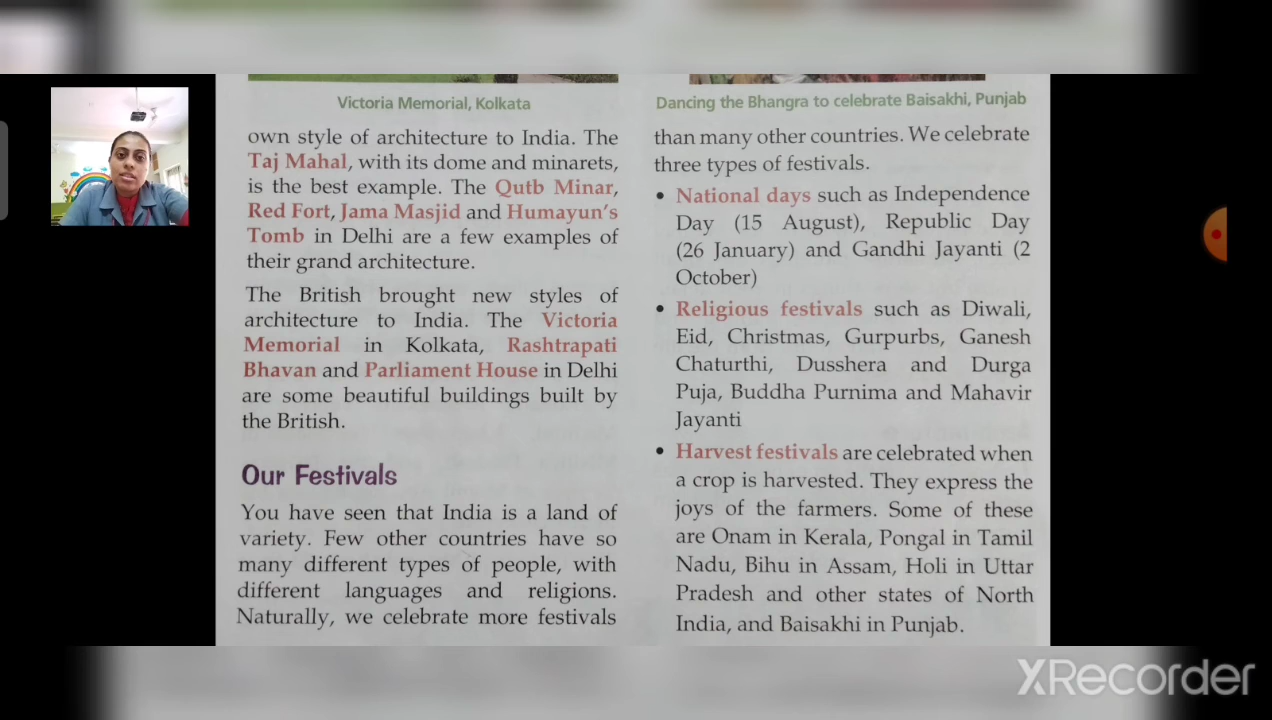 Victoria Memorial, Kolkata
own style of architecture to India. The
Taj Mahal, with its dome and minarets,
is the best example. The Qutb Minar,
Red Fort, Jama Masjid and Humayun's
Tomb in Delhi are a few examples of
their grand architecture.
The British brought new styles of
architecture to India. The Victoria
Memorial in Kolkata, Rashtrapati
Bhavan and Parliament House in Delhi
are some beautiful buildings built by
the British.
Our Festivals
You have seen that India is a land of
variety. Few other countries have so
many different types of people, with
different languages and religions.
Naturally, we celebrate more festivals
Dancing the Bhangra to celebrate Baisakhi, Punjab
than many other countries. We celebrate
three types of festivals.
• National days such as Independence
Day (15 August), Republic Day
(26 January) and Gandhi Jayanti (2
October)
• Religious festivals such as Diwali,
Eid, Christmas, Gurpurbs, Ganesh
Chaturthi, Dusshera and Durga
Puja, Buddha Purnima and Mahavir
Jayanti
• Harvest festivals are celebrated when
a crop is harvested. They express the
joys of the farmers. Some of these
are Onam in Kerala, Pongal in Tamil
Nadu, Bihu in Assam, Holi in Uttar
Pradesh and other states of North
India, and Baisakhi in Punjab.
XRecorder